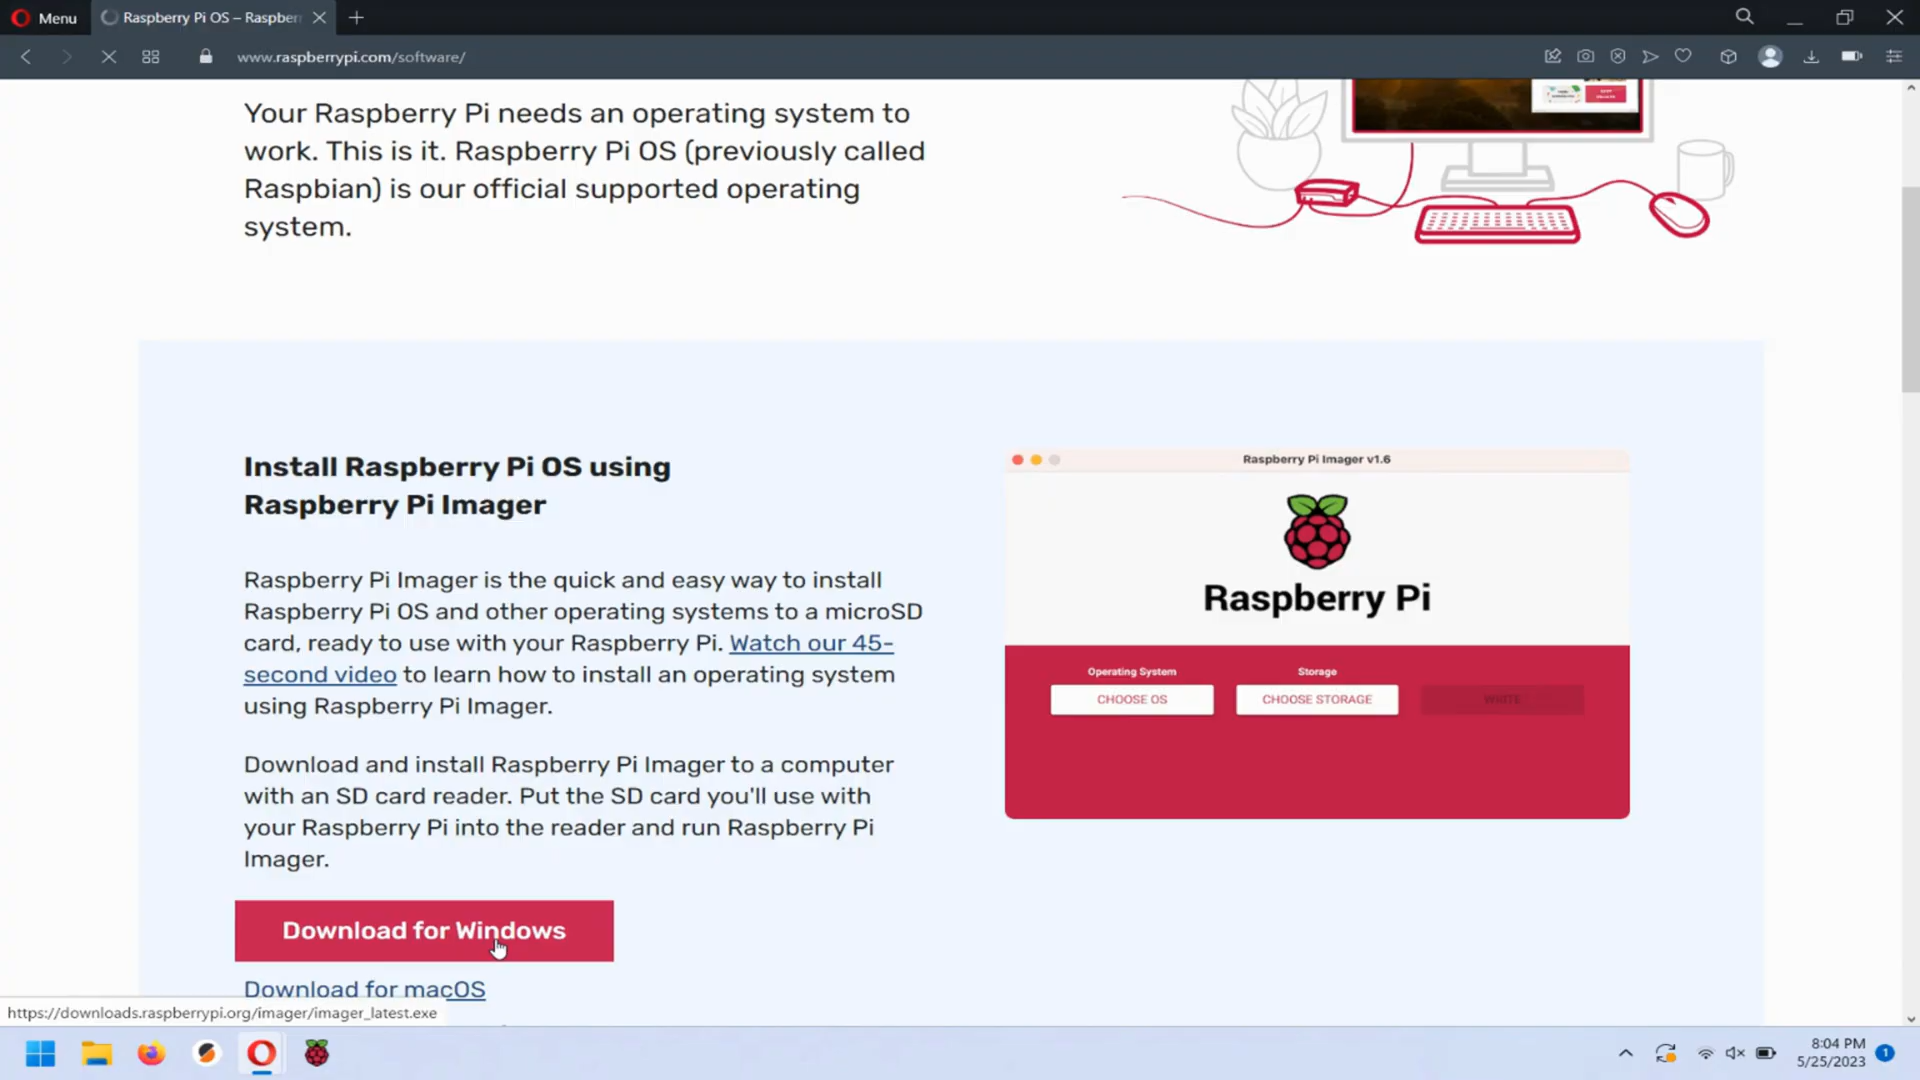 Menu
Raspberry Pi OS – Raspberr
www.raspberrypi.com/software/
Your Raspberry Pi needs an operating system to
work. This is it. Raspberry Pi OS (previously called
Raspbian) is our official supported operating
system.
Install Raspberry Pi OS using
Raspberry Pi Imager
Raspberry Pi Imager is the quick and easy way to install
Raspberry Pi OS and other operating systems to a microSD
card, ready to use with your Raspberry Pi. Watch our 45-
second video to learn how to install an operating system
using Raspberry Pi Imager.
Download and install Raspberry Pi Imager to a computer
with an SD card reader. Put the SD card you'll use with
your Raspberry Pi into the reader and run Raspberry Pi
Imager.
Download for Windows
Download for macOS
Raspberry Pi Imager v1.6
Raspberry Pi
Operating System
Storage
CHOOSE OS
CHOOSE STORAGE
WRITE
https://downloads.raspberrypi.org/imager/imager_latest.exe
8:04 PM
5/25/2023
1